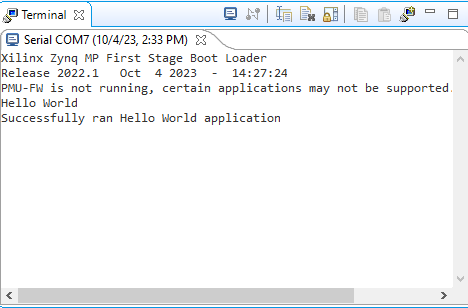 Terminal
Serial COM7 (10/4/23, 2:33 PM)
Xilinx Zynq MP First Stage Boot Loader
Release 2022.1   Oct  4 2023  -  14:27:24
PMU-FW is not running, certain applications may not be supported.
Hello World
Successfully ran Hello World application